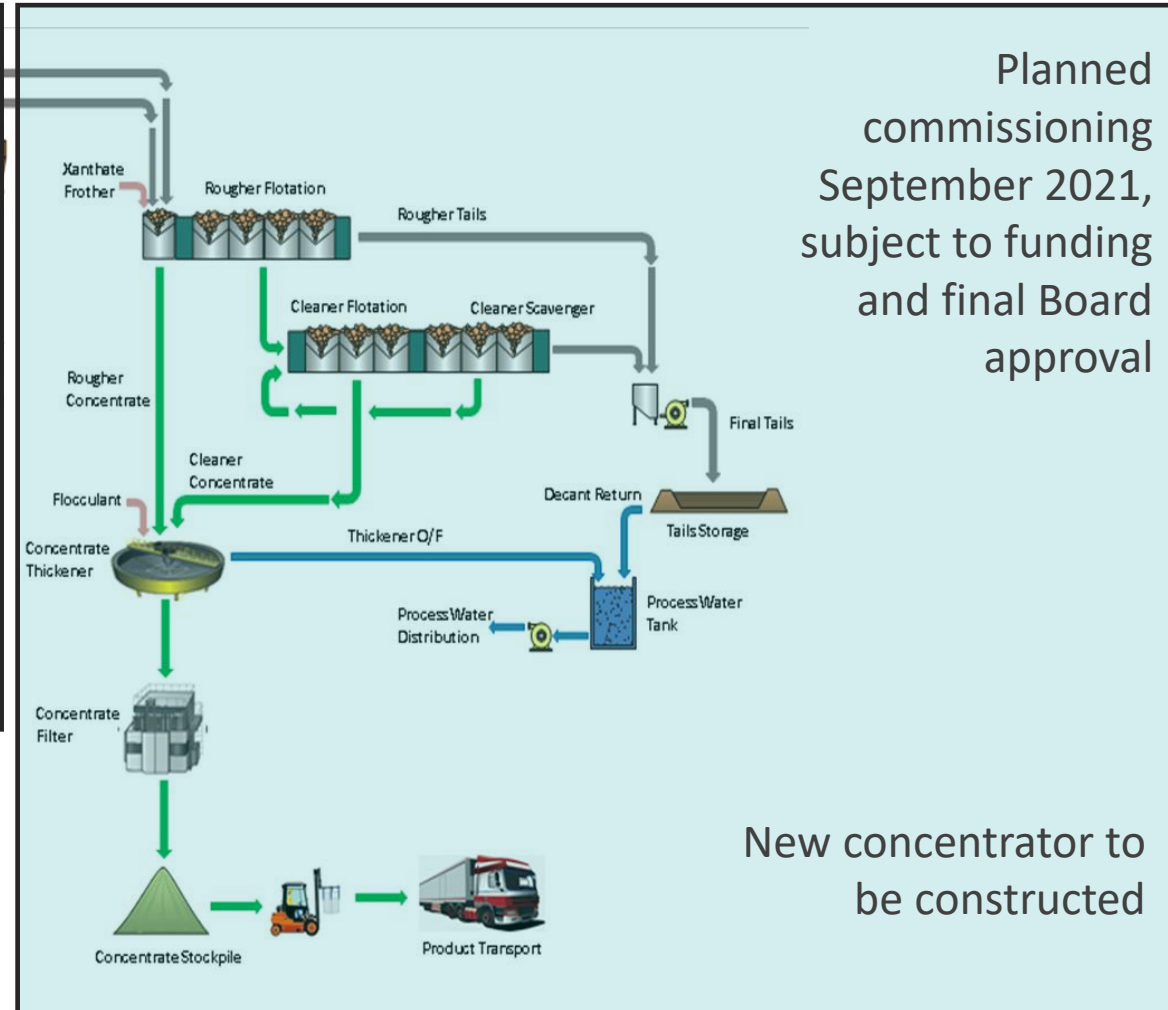 Planned
commissioning
September 2021,
subject to funding
and final Board
approval
Xanthate
Frother
Rougher Flotation
Rougher Tails
Cleaner Flotation
Cleaner Scavenger
Rougher
Concentrate
Final Tails
Cleaner
Concentrate
Flocculant
Decant Return
Tails Storage
Thickener O/F
Concentrate
Thickener
Process Water
Tank
Process Water
Distribution
Concentrate
Filter
New concentrator to
be constructed
Concentrate Stockpile
Product Transport